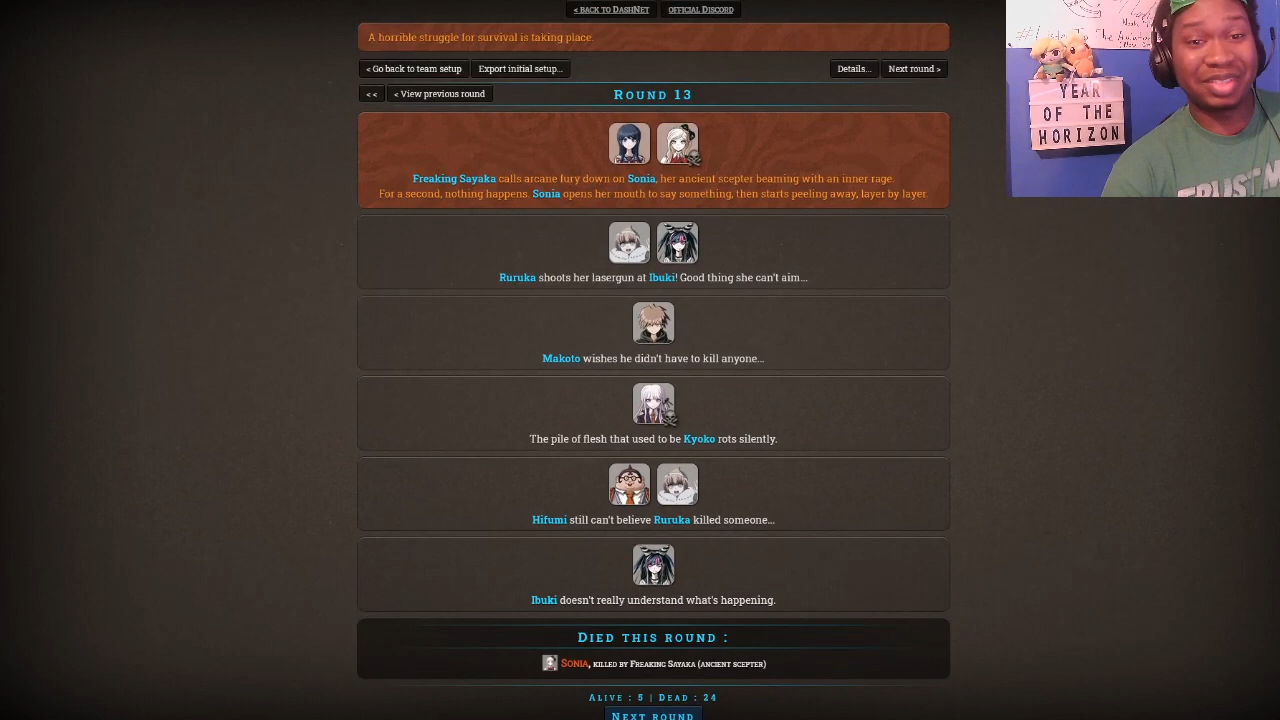 < Back to DashNet
Official Discord
A horrible struggle for survival is taking place.
< Go back to team setup
Export initial setup...
Details...
Next round >
<<
< View previous round
Round 13
Freaking Sayaka calls arcane fury down on Sonia, her ancient scepter beaming with an inner rage.
For a second, nothing happens. Sonia opens her mouth to say something, then starts peeling away, layer by layer.
Ruruka shoots her lasergun at Ibuki! Good thing she can't aim...
Makoto wishes he didn't have to kill anyone...
The pile of flesh that used to be Kyoko rots silently.
Hifumi still can't believe Ruruka killed someone...
Ibuki doesn't really understand what's happening.
Died this round :
Sonia, killed by Freaking Sayaka (ancient scepter)
Alive : 5 | Dead : 24
Next round
YEAR
OF THE
HORIZON
TRUST M